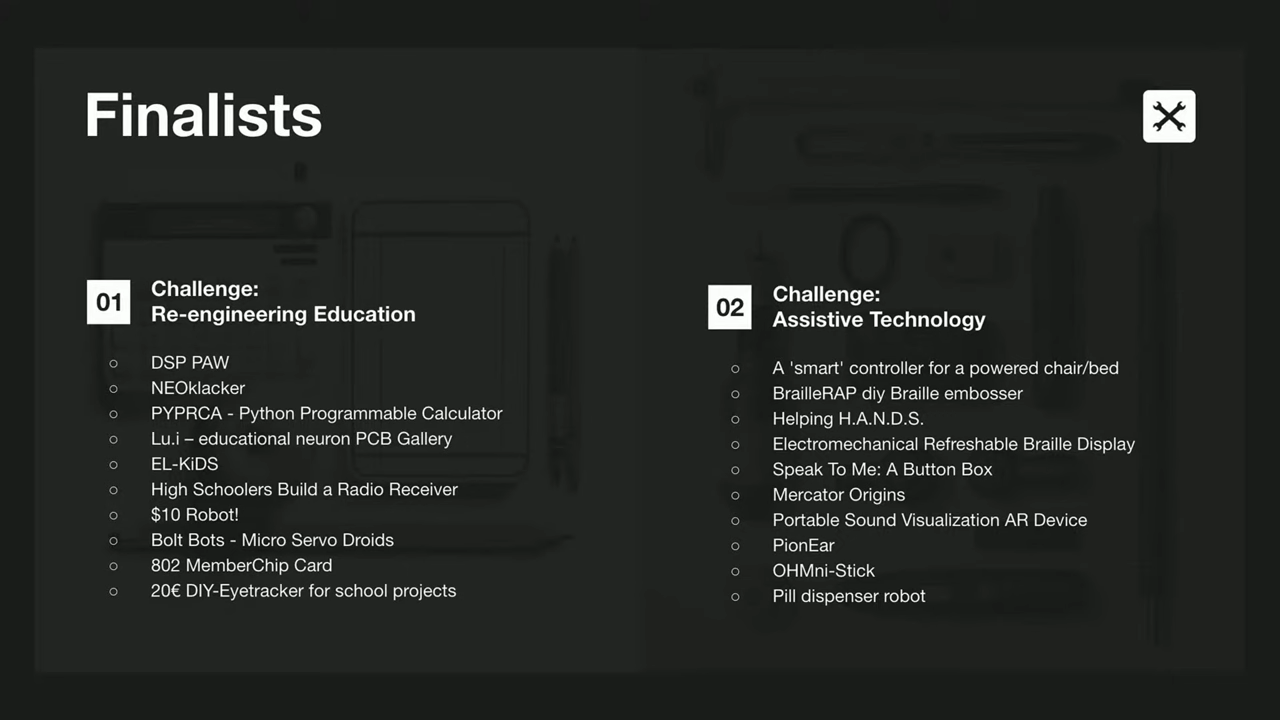 Finalists
01
Challenge:
Re-engineering Education
○ DSP PAW
○ NEOklacker
○ PYPRCA - Python Programmable Calculator
○ Lu.i – educational neuron PCB Gallery
○ EL-KiDS
○ High Schoolers Build a Radio Receiver
○ $10 Robot!
○ Bolt Bots - Micro Servo Droids
○ 802 MemberChip Card
○ 20€ DIY-Eyetracker for school projects
02
Challenge:
Assistive Technology
○ A 'smart' controller for a powered chair/bed
○ BrailleRAP diy Braille embosser
○ Helping H.A.N.D.S.
○ Electromechanical Refreshable Braille Display
○ Speak To Me: A Button Box
○ Mercator Origins
○ Portable Sound Visualization AR Device
○ PionEar
○ OHMni-Stick
○ Pill dispenser robot